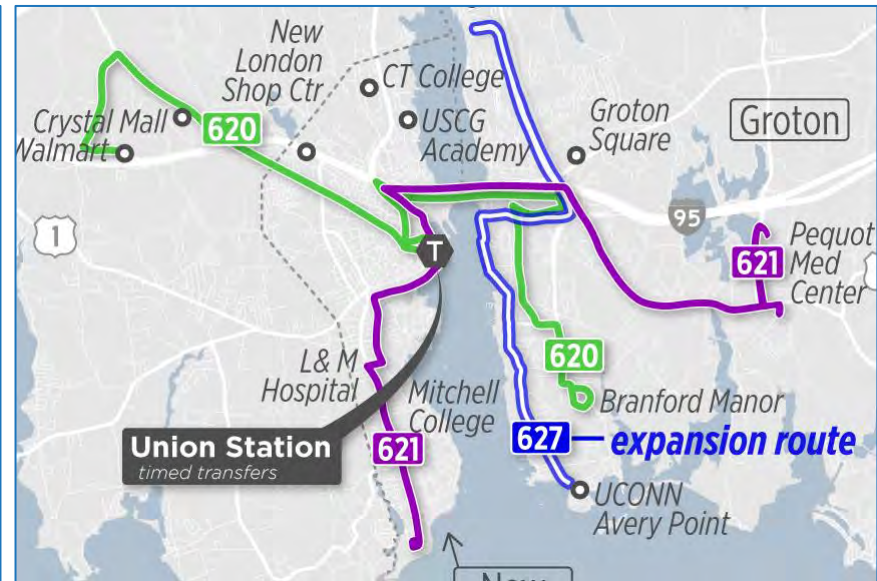 New
London
Shop Ctr
CT College
Crystal Mall
620
USCG
Academy
Groton
Square
Groton
Walmart
1
T
95
621
Pequot
Med
Center
L& M
Hospital
Mitchell
College
620
Branford Manor
Union Station
timed transfers
621
627
expansion route
UCONN
Avery Point
New